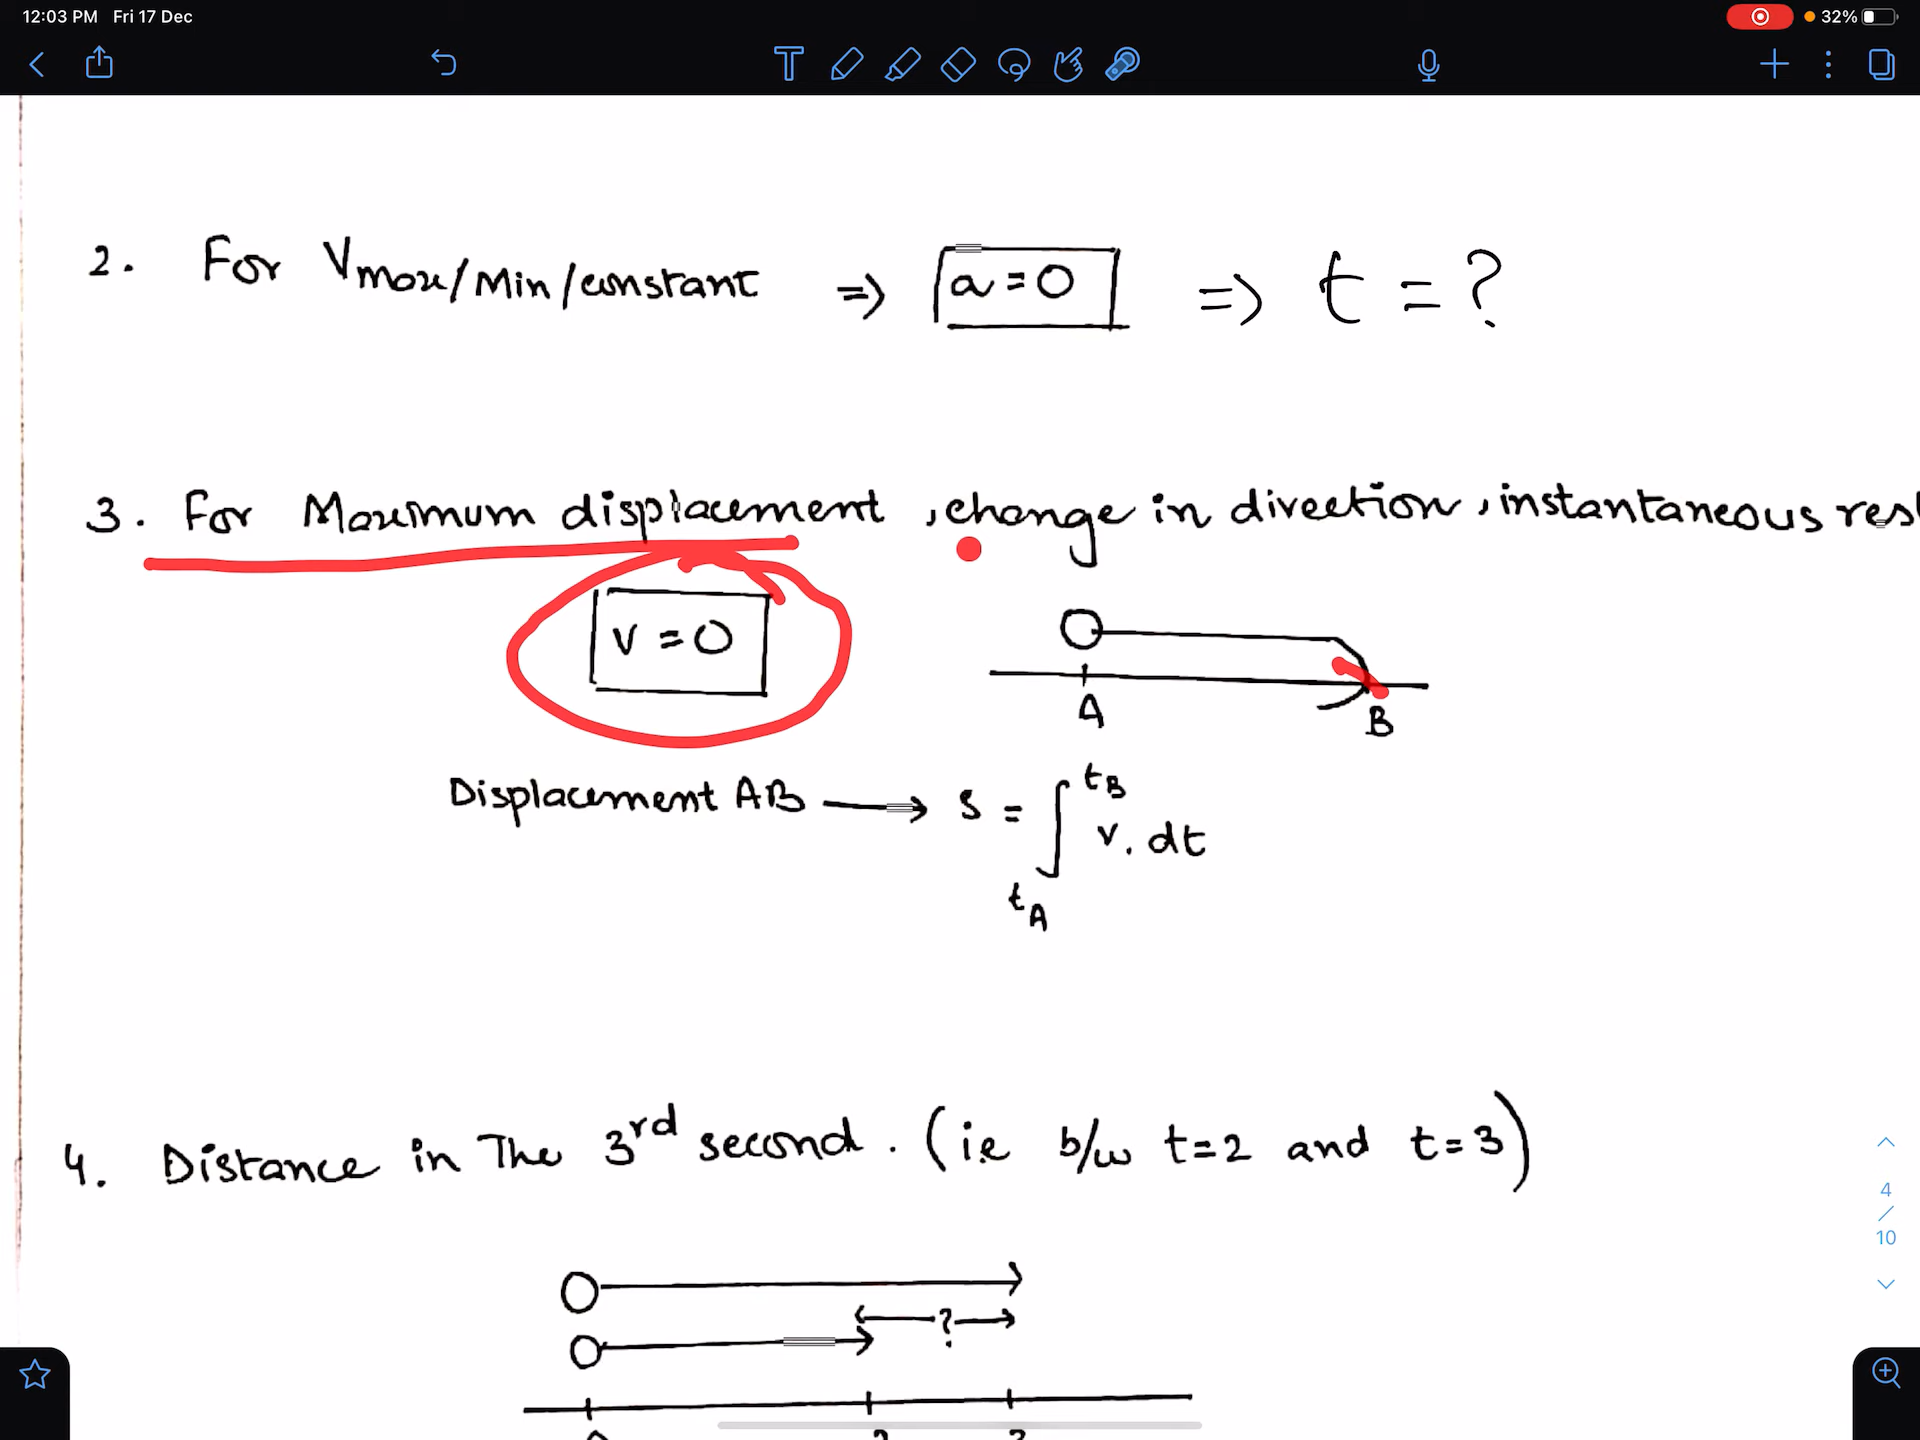 12:03 PM Fri 17 Dec
32%
2. For Vmax/Min/constant ⇒ a = 0 ⇒ t = ?
3. For Maximum displacement, change in direction, instantaneous rest
v = 0
A
B
Displacement AB → s = ∫ tB tA v. dt
4. Distance in The 3rd second. (i.e b/w t=2 and t=3)
?
4
/
10